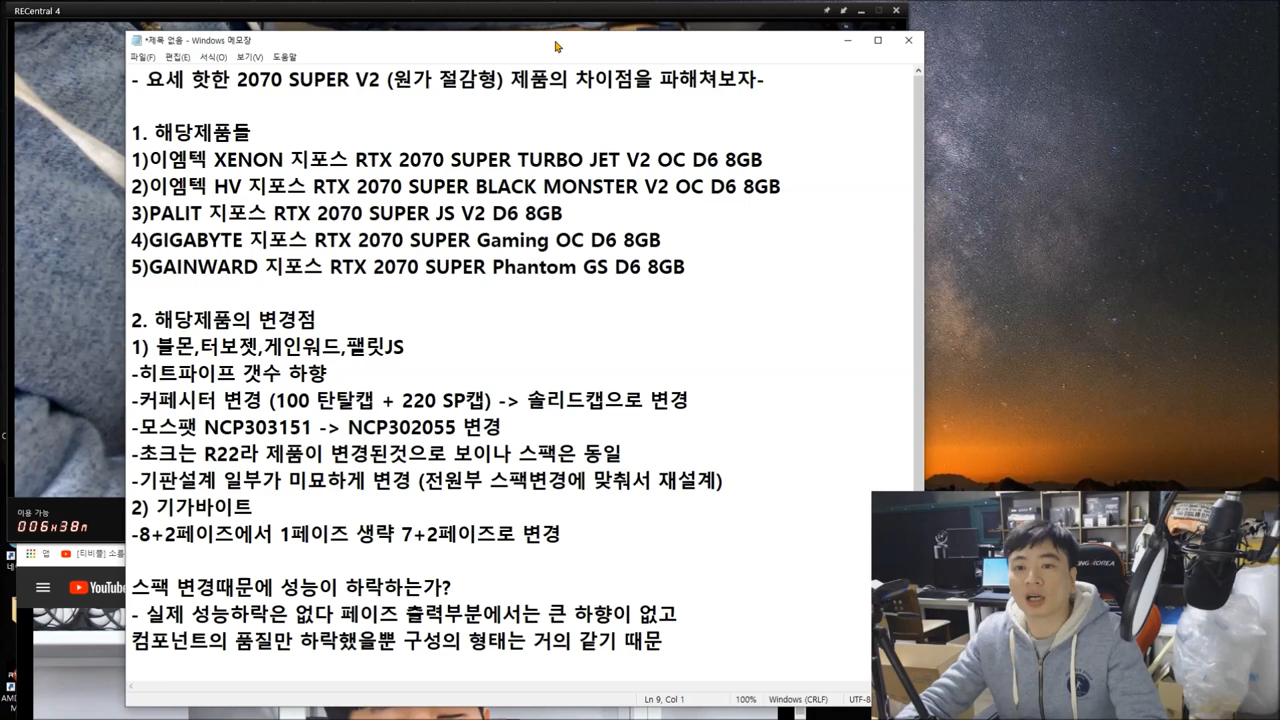 RECentral 4
*제목 없음 - Windows 메모장
파일(F) 편집(E) 서식(O) 보기(V) 도움말
- 요세 핫한 2070 SUPER V2 (원가 절감형) 제품의 차이점을 파해쳐보자-
1. 해당제품들
1)이엠텍 XENON 지포스 RTX 2070 SUPER TURBO JET V2 OC D6 8GB
2)이엠텍 HV 지포스 RTX 2070 SUPER BLACK MONSTER V2 OC D6 8GB
3)PALIT 지포스 RTX 2070 SUPER JS V2 D6 8GB
4)GIGABYTE 지포스 RTX 2070 SUPER Gaming OC D6 8GB
5)GAINWARD 지포스 RTX 2070 SUPER Phantom GS D6 8GB
2. 해당제품의 변경점
1) 블몬,터보젯,게인워드,팰릿JS
-히트파이프 갯수 하향
-커페시터 변경 (100 탄탈캡 + 220 SP캡) -> 솔리드캡으로 변경
-모스팻 NCP303151 -> NCP302055 변경
-초크는 R22라 제품이 변경된것으로 보이나 스팩은 동일
-기판설계 일부가 미묘하게 변경 (전원부 스팩변경에 맞춰서 재설계)
2) 기가바이트
-8+2페이즈에서 1페이즈 생략 7+2페이즈로 변경
스팩 변경때문에 성능이 하락하는가?
- 실제 성능하락은 없다 페이즈 출력부분에서는 큰 하향이 없고
컴포넌트의 품질만 하락했을뿐 구성의 형태는 거의 같기 때문
이용 가능
006H38M
앱 [티비플] 소름
YouTube
Ln 9, Col 1 100% Windows (CRLF) UTF-8